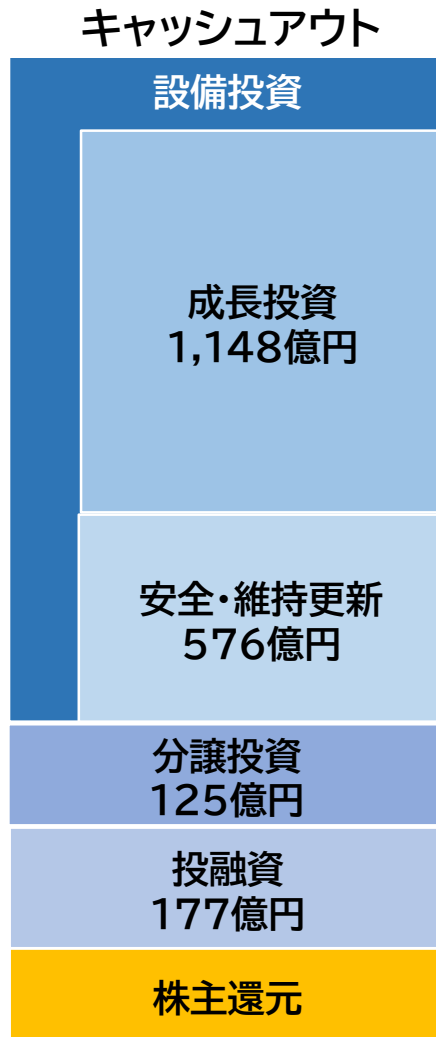 キャッシュアウト
設備投資
成長投資
1,148億円
安全・維持更新
576億円
分譲投資
125億円
投融資
177億円
株主還元